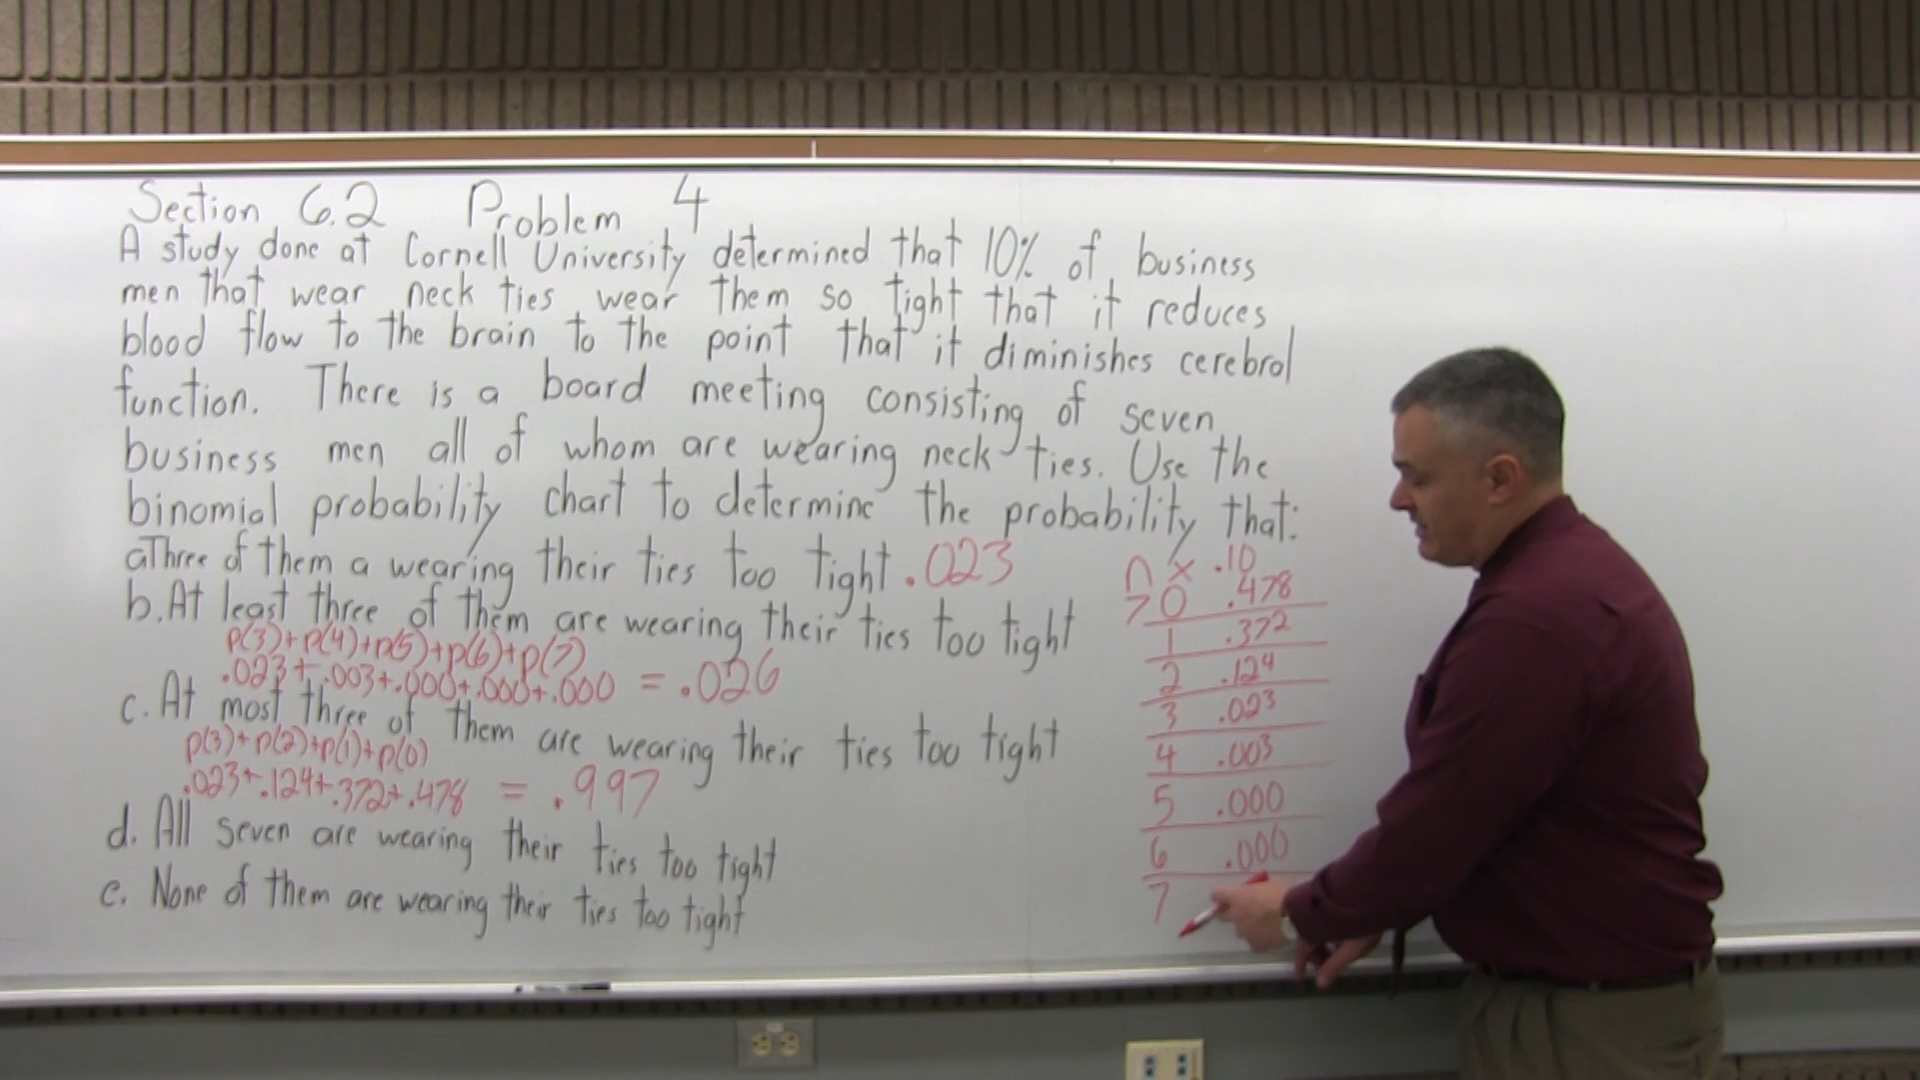 Section 6.2 Problem 4
A study done at Cornell University determined that 10% of business
men that wear neck ties wear them so tight that it reduces
blood flow to the brain to the point that it diminishes cerebral
function. There is a board meeting consisting of seven
business men all of whom are wearing neck ties. Use the
binomial probability chart to determine the probability that:
a Three of them a wearing their ties too tight .023
b. At least three of them are wearing their ties too tight
p(3)+p(4)+p(5)+p(6)+p(7)
.023+.003+.000+.000+.000 = .026
c. At most three of them are wearing their ties too tight
p(3)+p(2)+p(1)+p(0)
.023+.124+.372+.478 = .997
d. All seven are wearing their ties too tight
e. None of them are wearing their ties too tight
n x .10
7 0 .478
1 .372
2 .124
3 .023
4 .003
5 .000
6 .000
7